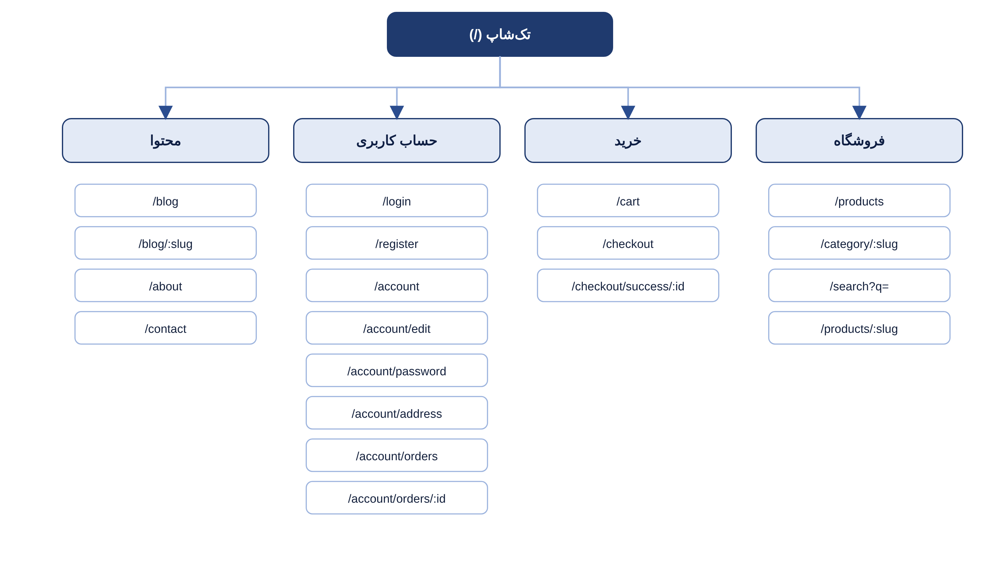 تک‌شاپ (/)
فروشگاه
/products
/category/:slug
/search?q=
/products/:slug
خرید
/cart
/checkout
/checkout/success/:id
حساب کاربری
/login
/register
/account
/account/edit
/account/password
/account/address
/account/orders
/account/orders/:id
محتوا
/blog
/blog/:slug
/about
/contact